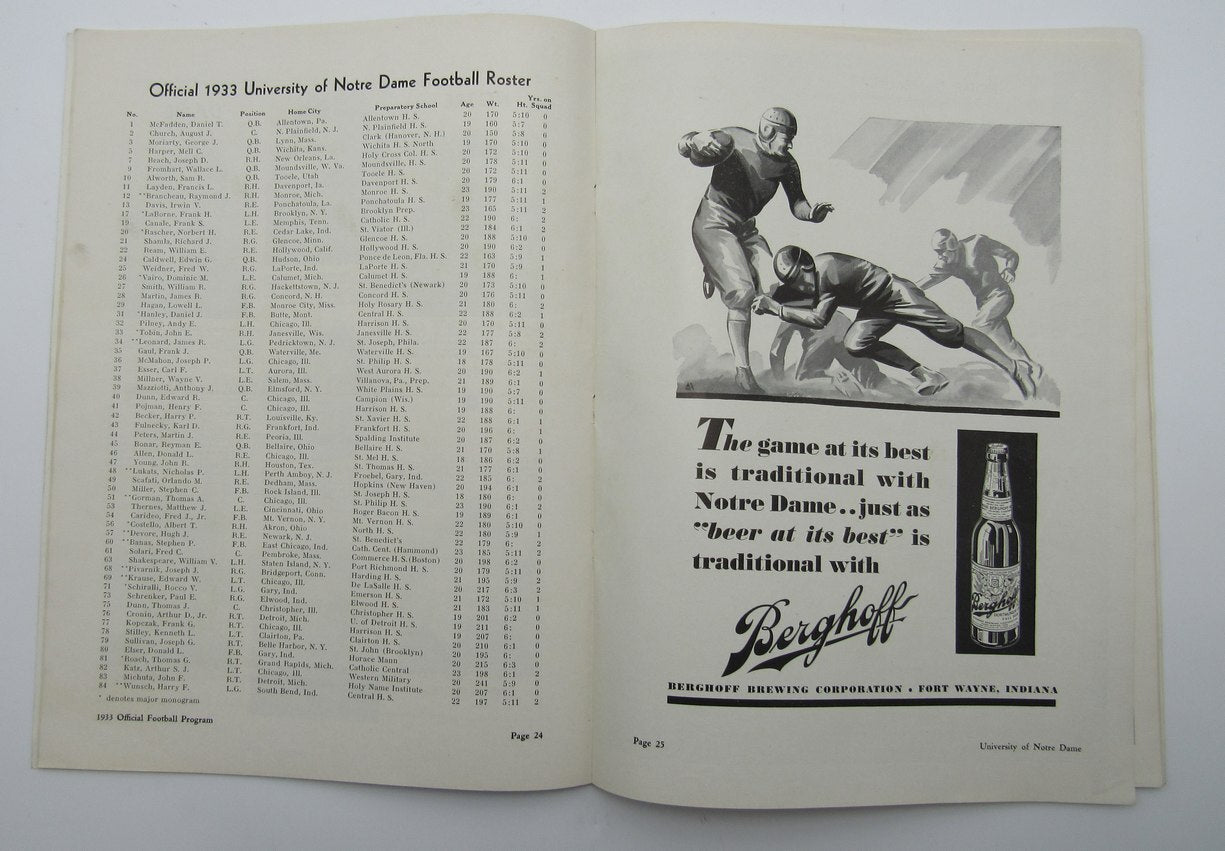 Official 1933 University of Notre Dame Football Roster
No. Name Position Home City Preparatory School Age Wt. Ht. Yrs. on Squad
1 McFadden, Daniel T. Q.B. Allentown, Pa. Allentown H. S. 20 170 5:10 0
2 Church, August J. C. N. Plainfield, N. J. N. Plainfield H. S. 19 160 5:7 0
3 Moriarty, George J. Q.B. Lynn, Mass. Clark (Hanover, N. H.) 20 150 5:8 0
5 Harper, Mell C. Q.B. Wichita, Kans. Wichita H. S. North 19 170 5:10 0
7 Beach, Joseph D. R.H. New Orleans, La. Holy Cross Col. H. S. 20 172 5:10 0
9 Fromhart, Wallace L. Q.B. Moundsville, W. Va. Moundsville H. S. 20 178 5:11 0
10 Alworth, Sam B. Q.B. Tooele, Utah Tooele H. S. 20 172 5:11 0
11 Layden, Francis L. R.H. Davenport, Ia. Davenport H. S. 20 179 6:1 0
12 **Brancheau, Raymond J. R.H. Monroe, Mich. Monroe H. S. 23 190 5:11 2
13 Davis, Irwin V. R.E. Ponchatoula, La. Ponchatoula H. S. 19 177 5:11 1
17 *LaBorne, Frank H. L.H. Brooklyn, N. Y. Brooklyn Prep. 23 165 5:11 2
19 Canale, Frank S. L.E. Memphis, Tenn. Catholic H. S. 22 190 6: 2
20 *Rascher, Norbert H. R.E. Cedar Lake, Ind. St. Viator (Ill.) 22 184 6:1 2
21 Shamla, Richard J. R.G. Glencoe, Minn. Glencoe H. S. 20 188 5:10 0
22 Ream, William E. R.E. Hollywood, Calif. Hollywood H. S. 20 190 6:2 0
24 Caldwell, Edwin G. Q.B. Hudson, Ohio Ponce de Leon, Fla. H. S. 22 163 5:9 1
25 Weidner, Fred W. R.G. LaPorte, Ind. LaPorte H. S. 21 170 5:9 1
26 *Vairo, Dominic M. L.E. Calumet, Mich. Calumet H. S. 19 188 6: 1
27 Smith, William R. R.G. Hackettstown, N. J. St. Benedict's (Newark) 20 173 5:10 0
28 Martin, James R. R.G. Concord, N. H. Concord H. S. 20 176 5:11 0
29 Hagan, Lowell L. F.B. Monroe City, Miss. Holy Rosary H. S. 21 180 6: 2
31 *Hanley, Daniel J. F.B. Butte, Mont. Central H. S. 22 188 6:2 1
32 Pilney, Andy E. L.H. Chicago, Ill. Harrison H. S. 20 170 5:11 0
33 *Tobin, John E. R.H. Janesville, Wis. Janesville H. S. 22 177 5:8 2
34 **Leonard, James R. L.G. Pedricktown, N. J. St. Joseph, Phila. 22 187 6: 2
35 Gaul, Frank J. Q.B. Waterville, Me. Waterville H. S. 19 167 5:10 0
36 McMahon, Joseph P. L.G. Chicago, Ill. St. Philip H. S. 18 178 5:11 0
37 Esser, Carl F. L.T. Aurora, Ill. West Aurora H. S. 20 190 6:2 1
38 Millner, Wayne V. L.E. Salem, Mass. Villanova, Pa., Prep. 21 189 6:1 0
39 Mazziotti, Anthony J. Q.B. Elmsford, N. Y. White Plains H. S. 19 190 5:7 0
40 Dunn, Edward R. C. Chicago, Ill. Campion (Wis.) 19 190 5:11 0
41 Pojman, Henry F. C. Chicago, Ill. Harrison H. S. 19 188 6: 0
42 Becker, Harry P. R.T. Louisville, Ky. St. Xavier H. S. 22 188 6:1 1
43 Fulnecky, Karl D. R.G. Frankfort, Ind. Frankfort H. S. 20 196 6: 1
44 Peters, Martin J. R.E. Peoria, Ill. Spalding Institute 20 187 6:2 0
45 Bonar, Reyman E. Q.B. Bellaire, Ohio Bellaire H. S. 21 170 5:8 1
46 Allen, Donald L. R.E. Chicago, Ill. St. Mel H. S. 18 186 6:2 0
47 Young, John R. R.H. Houston, Tex. St. Thomas H. S. 21 177 6:1 0
48 **Lukats, Nicholas P. L.H. Perth Amboy, N. J. Froebel, Gary, Ind. 22 185 6: 2
49 Scafati, Orlando M. R.E. Dedham, Mass. Hopkins (New Haven) 20 194 6:1 0
50 Miller, Stephen C. F.B. Rock Island, Ill. St. Joseph H. S. 18 180 6: 0
51 **Gorman, Thomas A. C. Chicago, Ill. St. Philip H. S. 23 190 6:1 2
53 Thernes, Matthew J. L.E. Cincinnati, Ohio Roger Bacon H. S. 19 189 6:1 0
54 Carideo, Fred J., Jr. F.B. Mt. Vernon, N. Y. Mt. Vernon H. S. 22 180 5:10 0
56 *Costello, Albert T. R.H. Akron, Ohio North H. S. 22 180 5:9 1
57 **Devore, Hugh J. R.E. Newark, N. J. St. Benedict's 22 179 6: 2
60 **Banas, Stephen P. F.B. East Chicago, Ind. Cath. Cent. (Hammond) 23 185 5:11 2
61 Solari, Fred C. C. Pembroke, Mass. Commerce H. S. (Boston) 20 198 6:2 0
63 Shakespeare, William V. L.H. Staten Island, N. Y. Port Richmond H. S. 20 179 5:11 0
68 **Pivarnik, Joseph J. R.G. Bridgeport, Conn. Harding H. S. 21 195 5:9 2
69 **Krause, Edward W. L.T. Chicago, Ill. De LaSalle H. S. 20 217 6:3 2
71 *Schiralli, Rocco V. L.G. Gary, Ind. Emerson H. S. 21 172 5:10 1
73 Schrenker, Paul E. R.G. Elwood, Ind. Elwood H. S. 21 183 5:11 1
75 Dunn, Thomas J. C. Christopher, Ill. Christopher H. S. 19 201 6:2 0
76 Cronin, Arthur D., Jr. R.T. Detroit, Mich. U. of Detroit H. S. 19 211 6: 0
77 Kopczak, Frank G. R.T. Chicago, Ill. Harrison H. S. 19 207 6: 0
78 Stilley, Kenneth L. L.T. Clairton, Pa. Clairton H. S. 20 210 6:1 0
79 Sullivan, Joseph G. R.T. Belle Harbor, N. Y. St. John (Brooklyn) 20 195 6: 0
80 Elser, Donald L. F.B. Gary, Ind. Horace Mann 20 215 6:3 0
81 *Roach, Thomas G. R.T. Grand Rapids, Mich. Catholic Central 23 198 6:1 2
82 Katz, Arthur S. J. L.T. Chicago, Ill. Western Military 20 241 5:9 0
83 Michuta, John F. R.T. Detroit, Mich. Holy Name Institute 20 207 6:1 0
84 **Wunsch, Harry F. L.G. South Bend, Ind. Central H. S. 22 197 5:11 2
* denotes major monogram
1933 Official Football Program
Page 24
The game at its best
is traditional with
Notre Dame..just as
"beer at its best" is
traditional with
Berghoff
Berghoff
BERGHOFF BREWING CORPORATION • FORT WAYNE, INDIANA
Page 25
University of Notre Dame